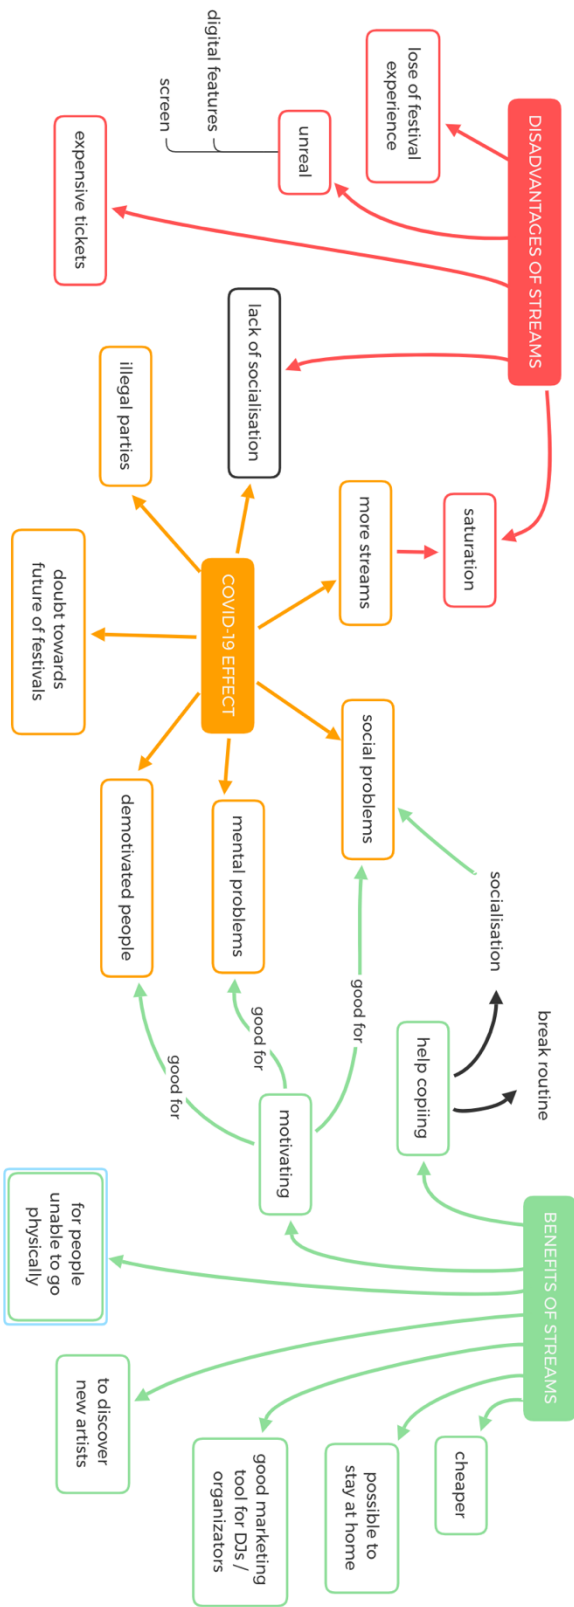 DISADVANTAGES OF STREAMS
lose of festival
experience
unreal
digital features
screen
expensive tickets
lack of socialisation
saturation
more streams
illegal parties
COVID-19 EFFECT
doubt towards
future of festivals
social problems
mental problems
demotivated people
socialisation
break routine
help copiing
good for
good for
good for
motivating
BENEFITS OF STREAMS
for people
unable to go
physically
to discover
new artists
good marketing
tool for DJs /
organizators
possible to
stay at home
cheaper